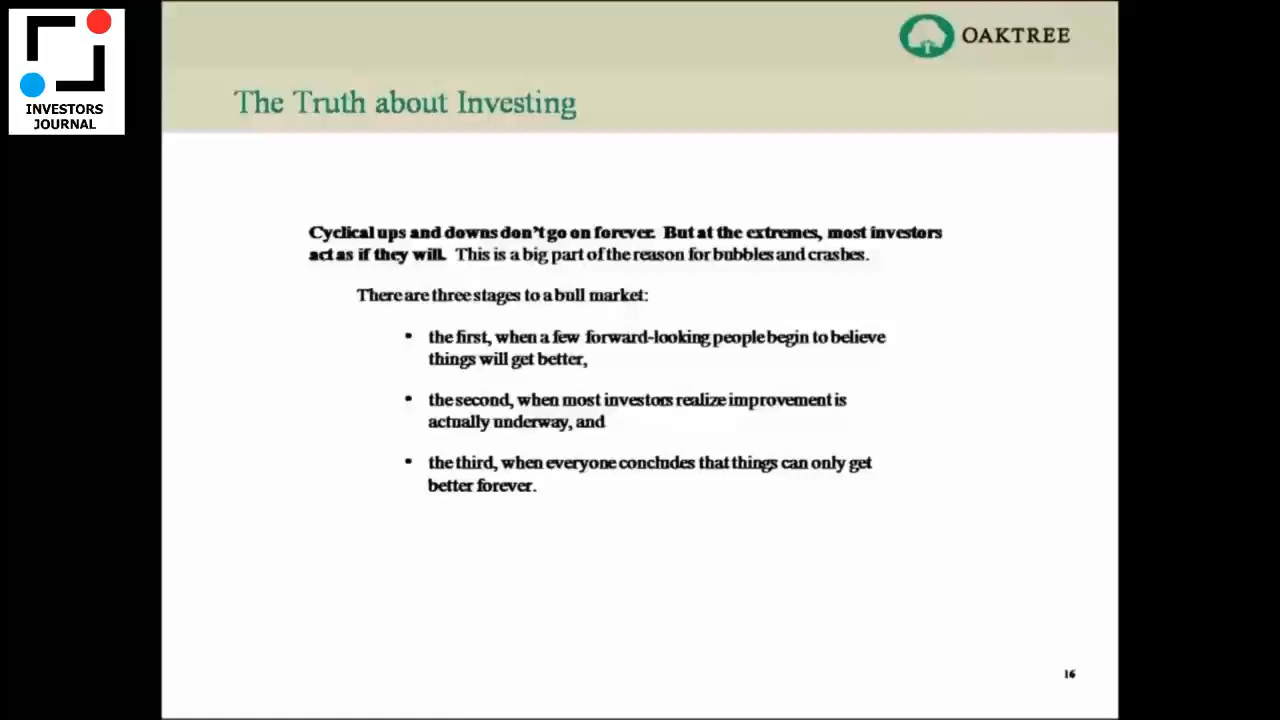 INVESTORS
JOURNAL
OAKTREE
The Truth about Investing
Cyclical ups and downs don't go on forever. But at the extremes, most investors
act as if they will. This is a big part of the reason for bubbles and crashes.
There are three stages to a bull market:
• the first, when a few forward-looking people begin to believe
things will get better,
• the second, when most investors realize improvement is
actually underway, and
• the third, when everyone concludes that things can only get
better forever.
16